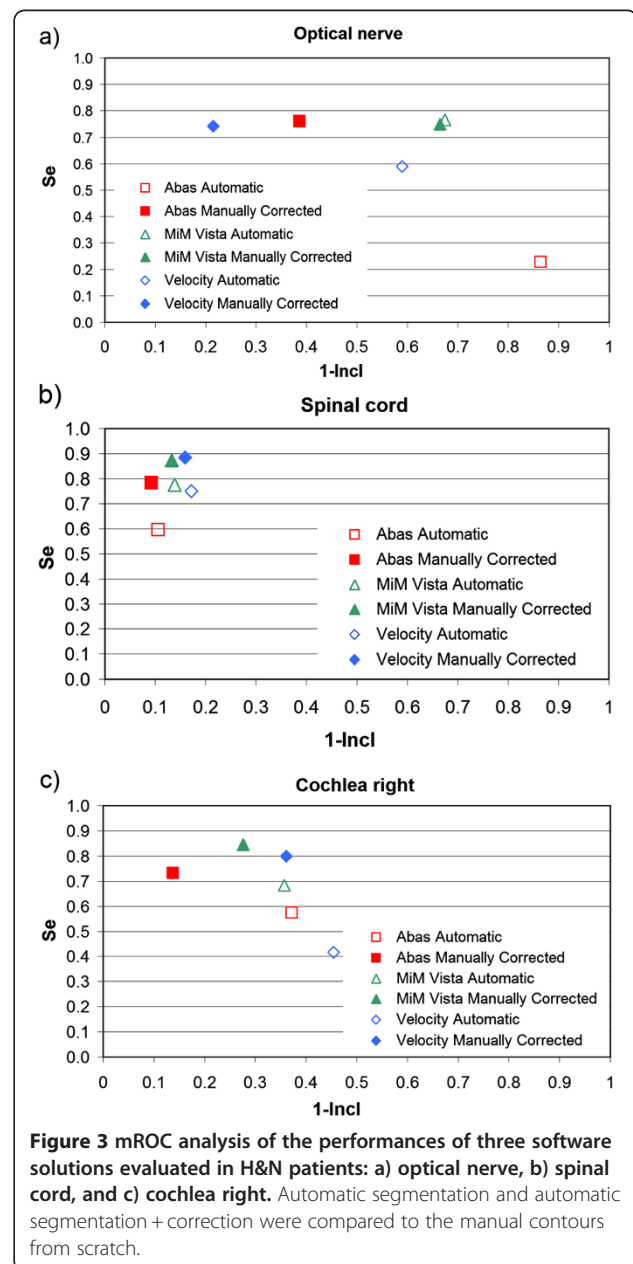 a)
Optical nerve
1.0
0.9
0.8
0.7
0.6
0.5
0.4
0.3
0.2
0.1
0.0
Se
Abas Automatic
Abas Manually Corrected
MiM Vista Automatic
MiM Vista Manually Corrected
Velocity Automatic
Velocity Manually Corrected
0 0.1 0.2 0.3 0.4 0.5 0.6 0.7 0.8 0.9 1
1-Incl
b)
Spinal cord
1.0
0.9
0.8
0.7
0.6
0.5
0.4
0.3
0.2
0.1
0.0
Se
Abas Automatic
Abas Manually Corrected
MiM Vista Automatic
MiM Vista Manually Corrected
Velocity Automatic
Velocity Manually Corrected
0 0.1 0.2 0.3 0.4 0.5 0.6 0.7 0.8 0.9 1
1-Incl
c)
Cochlea right
1.0
0.9
0.8
0.7
0.6
0.5
0.4
0.3
0.2
0.1
0.0
Se
Abas Automatic
Abas Manually Corrected
MiM Vista Automatic
MiM Vista Manually Corrected
Velocity Automatic
Velocity Manually Corrected
0 0.1 0.2 0.3 0.4 0.5 0.6 0.7 0.8 0.9 1
1-Incl
Figure 3 mROC analysis of the performances of three software
solutions evaluated in H&N patients: a) optical nerve, b) spinal
cord, and c) cochlea right. Automatic segmentation and automatic
segmentation + correction were compared to the manual contours
from scratch.